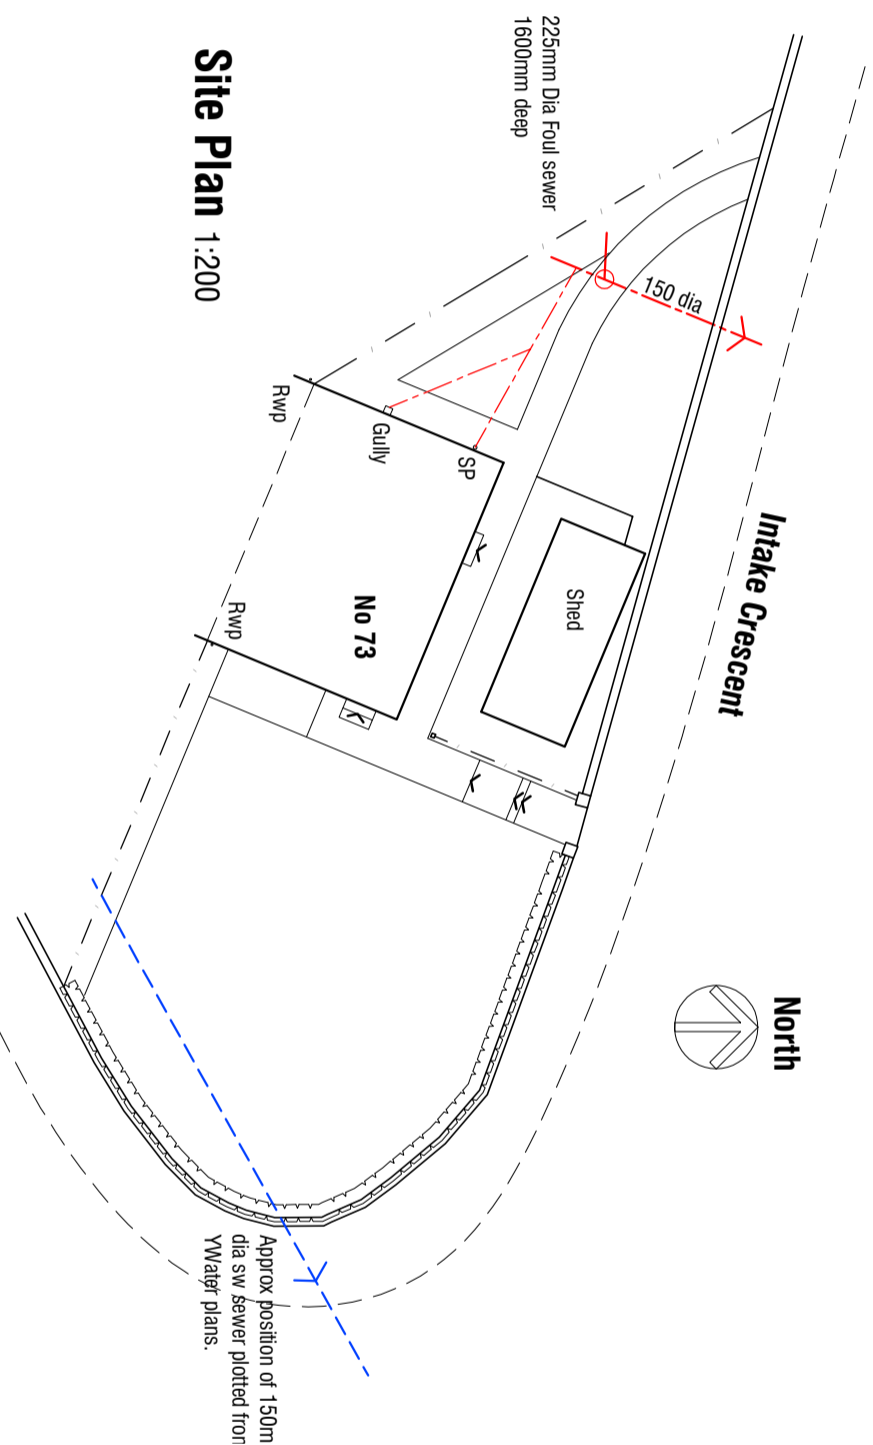 225mm Dia Foul sewer
1600mm deep
Site Plan 1:200
150 dia
Rwp
Gully
SP
Intake Crescent
Shed
No 73
Rwp
North
Approx position of 150m
dia sw sewer plotted from
YWater plans.